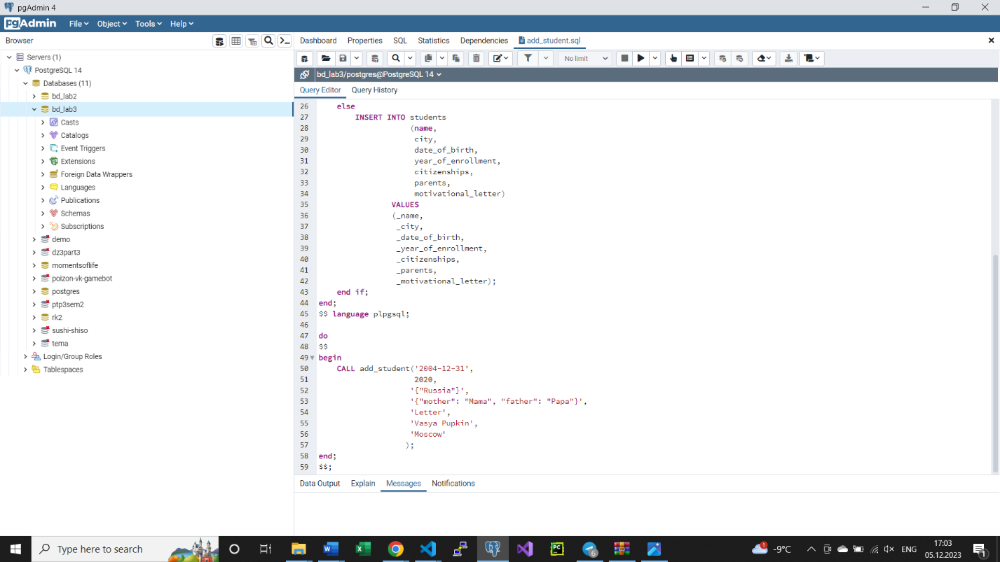 pgAdmin 4
pgAdmin File Object Tools Help
Browser
Dashboard Properties SQL Statistics Dependencies add_student.sql
No limit
bd_lab3/postgres@PostgreSQL 14
Query Editor Query History
Servers (1)
PostgreSQL 14
Databases (11)
bd_lab2
bd_lab3
Casts
Catalogs
Event Triggers
Extensions
Foreign Data Wrappers
Languages
Publications
Schemas
Subscriptions
demo
dz3part3
momentsoflife
poizon-vk-gamebot
postgres
ptp3sem2
rk2
sushi-shiso
tema
Login/Group Roles
Tablespaces
26 else
27 INSERT INTO students
28 (name,
29 city,
30 date_of_birth,
31 year_of_enrollment,
32 citizenships,
33 parents,
34 motivational_letter)
35 VALUES
36 (_name,
37 _city,
38 _date_of_birth,
39 _year_of_enrollment,
40 _citizenships,
41 _parents,
42 _motivational_letter);
43 end if;
44 end;
45 $$ language plpgsql;
46
47 do
48 $$
49 begin
50 CALL add_student('2004-12-31',
51 2020,
52 '{"Russia"}',
53 '{"mother": "Mama", "father": "Papa"}',
54 'Letter',
55 'Vasya Pupkin',
56 'Moscow'
57 );
58 end;
59 $$;
Data Output Explain Messages Notifications
Type here to search
6
1
-9°C
ENG
17:03
05.12.2023
1